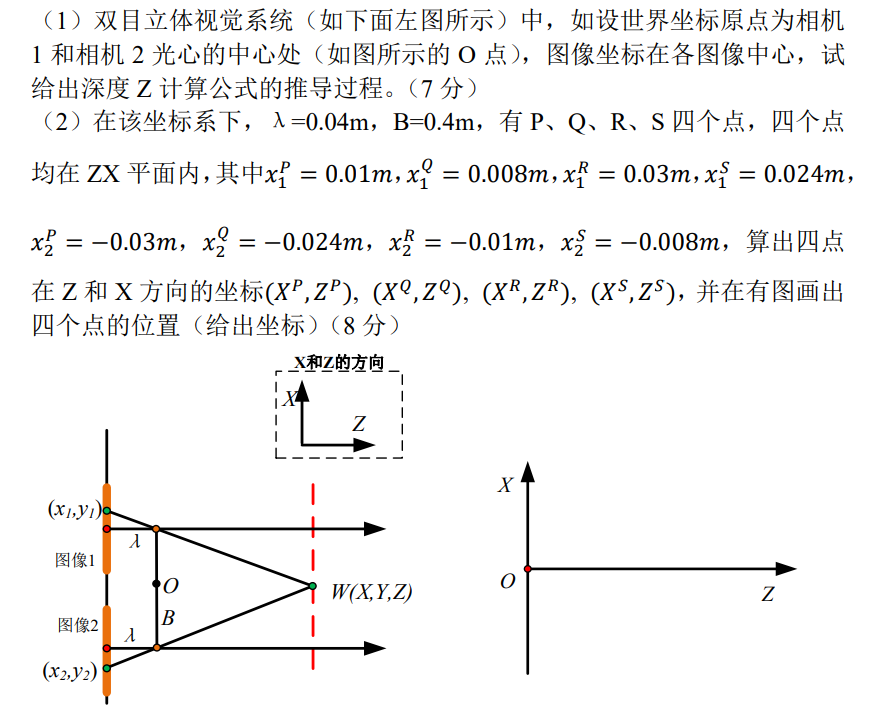 （1）双目立体视觉系统（如下面左图所示）中，如设世界坐标原点为相机
1 和相机 2 光心的中心处（如图所示的 O 点），图像坐标在各图像中心，试
给出深度 Z 计算公式的推导过程。（7 分）
（2）在该坐标系下， λ=0.04m，B=0.4m，有 P、Q、R、S 四个点，四个点
均在 ZX 平面内，其中$x_1^P = 0.01m$，$x_1^Q = 0.008m$，$x_1^R = 0.03m$，$x_1^S = 0.024m$，
$x_2^P = -0.03m$，$x_2^Q = -0.024m$，$x_2^R = -0.01m$，$x_2^S = -0.008m$，算出四点
在 Z 和 X 方向的坐标$(X^P, Z^P)$，$(X^Q, Z^Q)$，$(X^R, Z^R)$，$(X^S, Z^S)$，并在有图画出
四个点的位置（给出坐标）（8 分）
X和Z的方向
X
Z
(x₁,y₁)
λ
图像1
O
W(X,Y,Z)
图像2
λ
B
(x₂,y₂)
X
O
Z